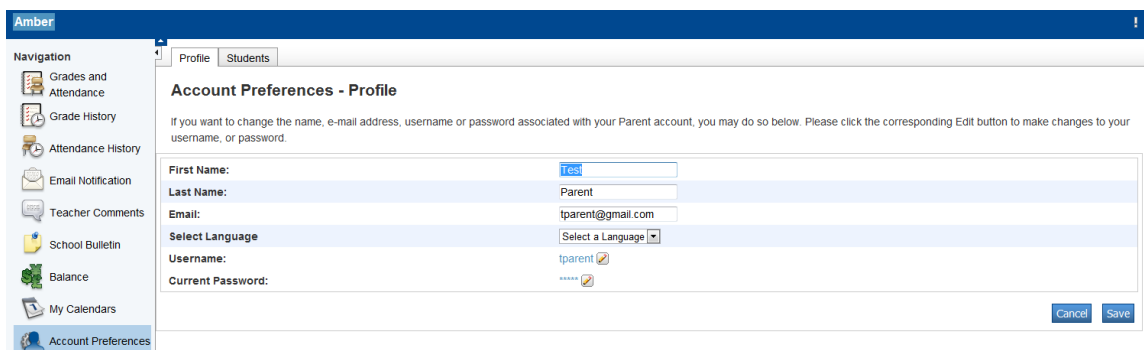 Amber
!
Navigation
Grades and
Attendance
Grade History
Attendance History
Email Notification
Teacher Comments
School Bulletin
Balance
My Calendars
Account Preferences
Profile Students
Account Preferences - Profile
If you want to change the name, e-mail address, username or password associated with your Parent account, you may do so below. Please click the corresponding Edit button to make changes to your
username, or password.
First Name: Test
Last Name: Parent
Email: tparent@gmail.com
Select Language Select a Language
Username: tparent
Current Password: *****
Cancel Save